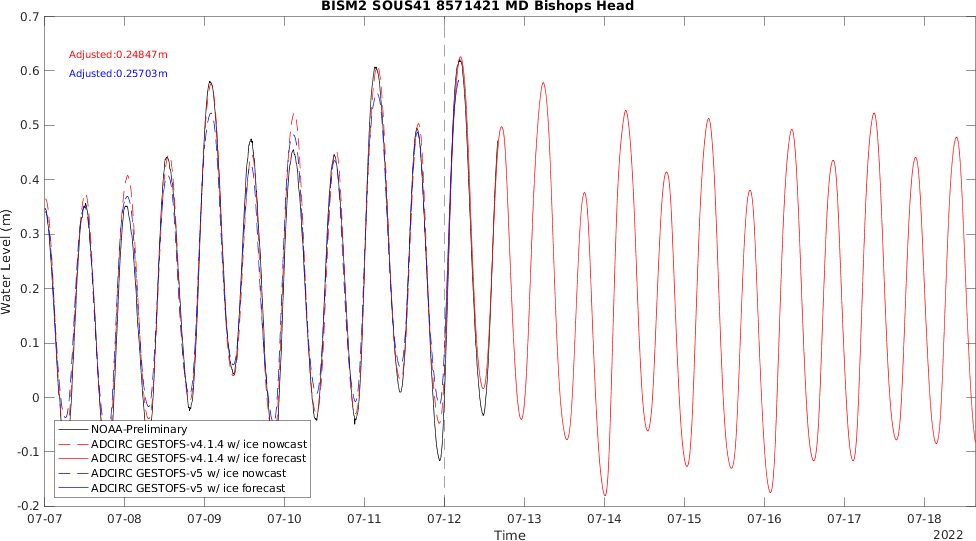 BISM2 SOUS41 8571421 MD Bishops Head
0.7
0.6
0.5
0.4
0.3
0.2
0.1
0
-0.1
-0.2
Water Level (m)
Adjusted:0.24847m
Adjusted:0.25703m
NOAA-Preliminary
ADCIRC GESTOFS-v4.1.4 w/ ice nowcast
ADCIRC GESTOFS-v4.1.4 w/ ice forecast
ADCIRC GESTOFS-v5 w/ ice nowcast
ADCIRC GESTOFS-v5 w/ ice forecast
07-07 07-08 07-09 07-10 07-11 07-12 07-13 07-14 07-15 07-16 07-17 07-18
Time
2022